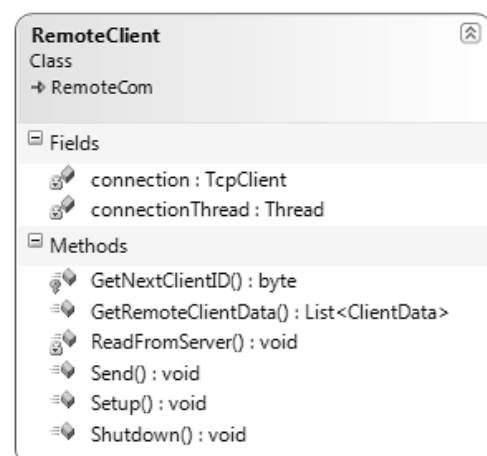 RemoteClient
Class
RemoteCom
Fields
connection : TcpClient
connectionThread : Thread
Methods
GetNextClientID() : byte
GetRemoteClientData() : List<ClientData>
ReadFromServer() : void
Send() : void
Setup() : void
Shutdown() : void